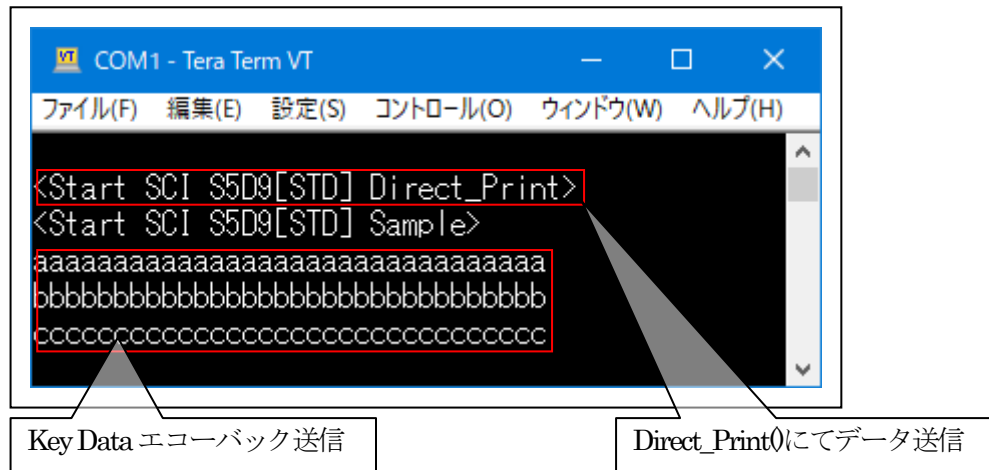 COM1 - Tera Term VT
ファイル(F) 編集(E) 設定(S) コントロール(O) ウィンドウ(W) ヘルプ(H)
<Start SCI S5D9[STD] Direct_Print>
<Start SCI S5D9[STD] Sample>
aaaaaaaaaaaaaaaaaaaaaaaaaaaaaaaa
bbbbbbbbbbbbbbbbbbbbbbbbbbbbbbbb
cccccccccccccccccccccccccccccccc
Key Data エコーバック送信
Direct_Print()にてデータ送信